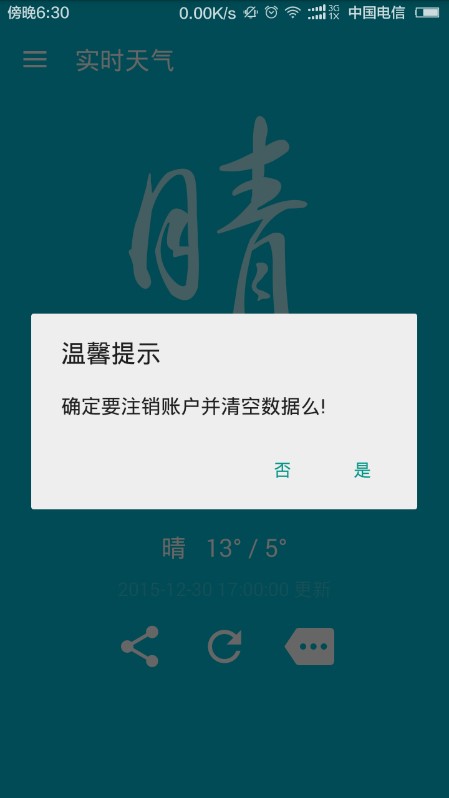 傍晚6:30 0.00K/s 3G 1X 中国电信
实时天气
晴
温馨提示
确定要注销账户并清空数据么!
否 是
晴 13° / 5°
2015-12-30 17:00:00 更新